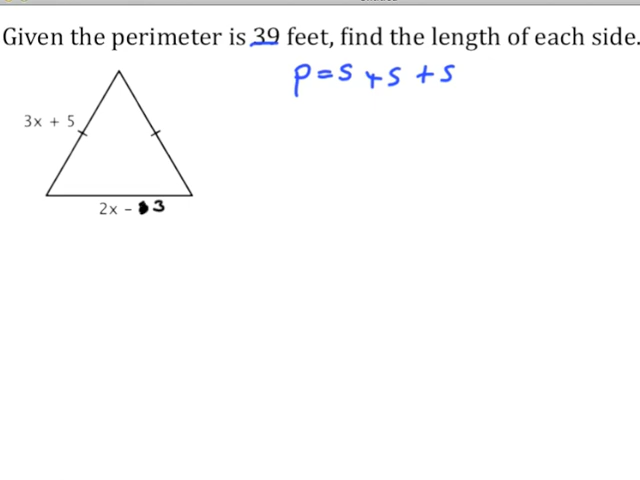 Given the perimeter is 39 feet, find the length of each side.
P = s + s + s
3x + 5
2x - 3